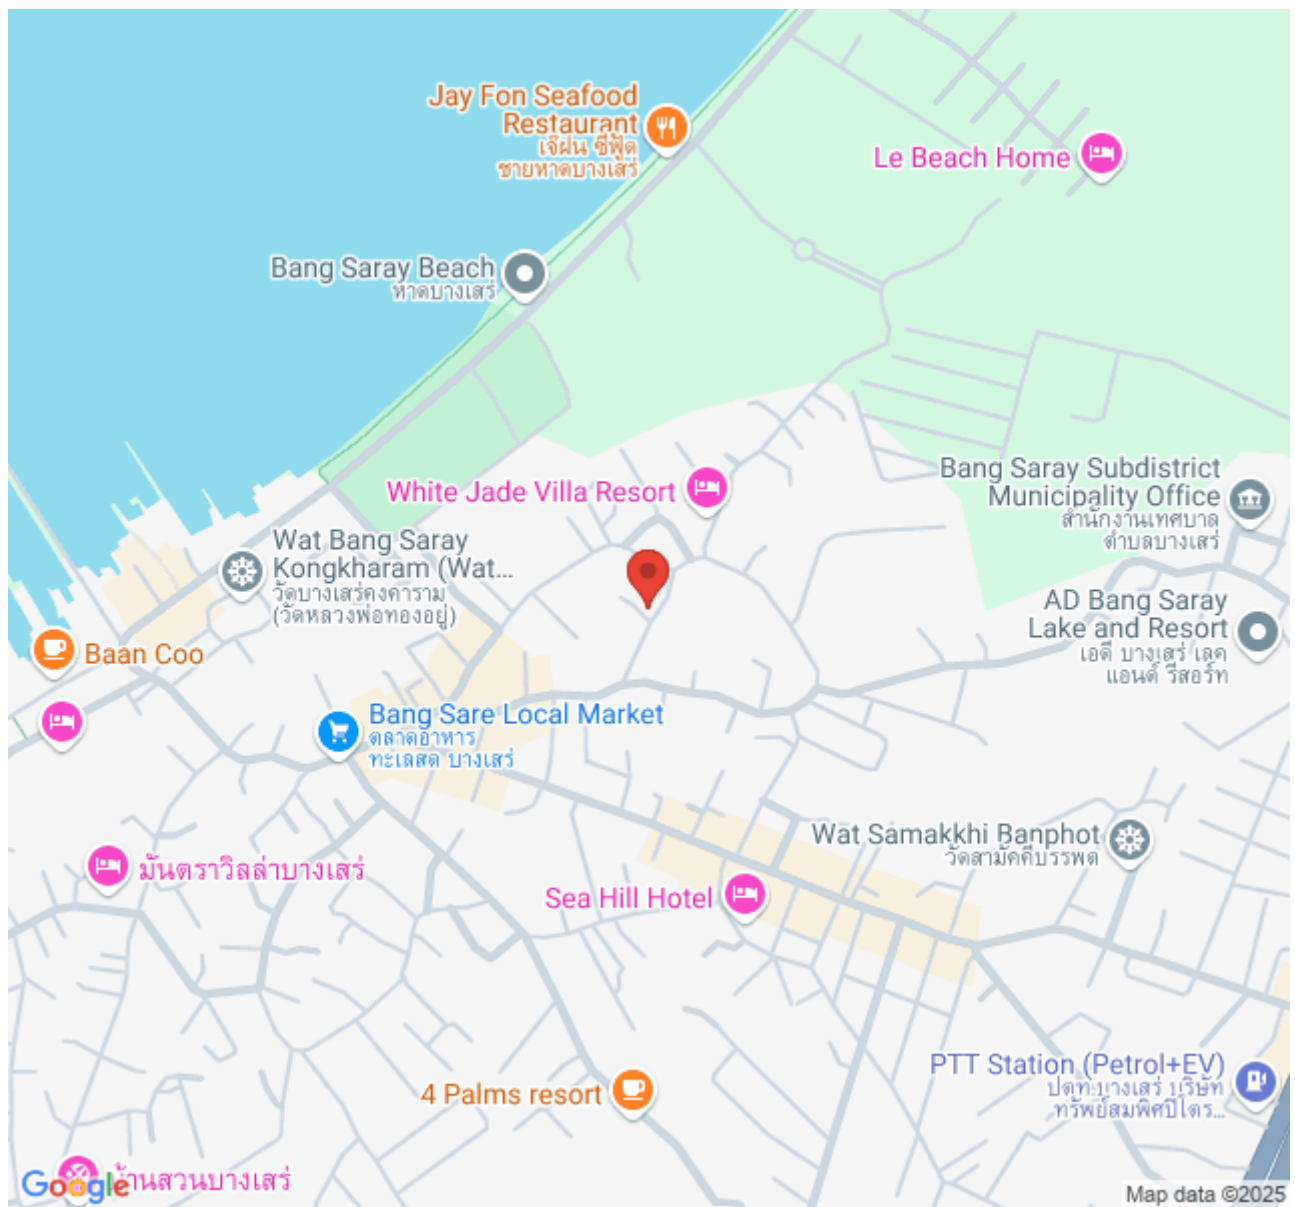 Jay Fon Seafood
Restaurant
เจ๊ฝน ซีฟู้ด
ชายหาดบางเสร่
Le Beach Home
Bang Saray Beach
หาดบางเสร่
White Jade Villa Resort
Bang Saray Subdistrict
Municipality Office
สำนักงานเทศบาล
ตำบลบางเสร่
Wat Bang Saray
Kongkharam (Wat...
วัดบางเสร่คงคาราม
(วัดหลวงพ่อทองอยู่)
AD Bang Saray
Lake and Resort
เอดี บางเสร่ เลค
แอนด์ รีสอร์ท
Baan Coo
Bang Sare Local Market
ตลาดอาหาร
ทะเลสด บางเสร่
Wat Samakkhi Banphot
วัดสามัคคีบรรพต
มันตราวิลล่าบางเสร่
Sea Hill Hotel
PTT Station (Petrol+EV)
ปตท.บางเสร่ บริษัท
ทรัพย์สมพิศปิโตร...
4 Palms resort
้านสวนบางเสร่
Google
Map data ©2025